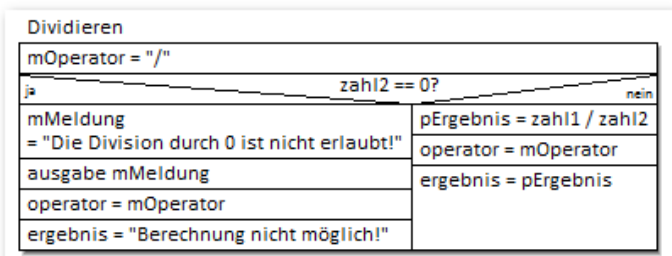 Dividieren
mOperator = "/"
zahl2 == 0?
ja
nein
mMeldung
= "Die Division durch 0 ist nicht erlaubt!"
ausgabe mMeldung
operator = mOperator
ergebnis = "Berechnung nicht möglich!"
pErgebnis = zahl1 / zahl2
operator = mOperator
ergebnis = pErgebnis